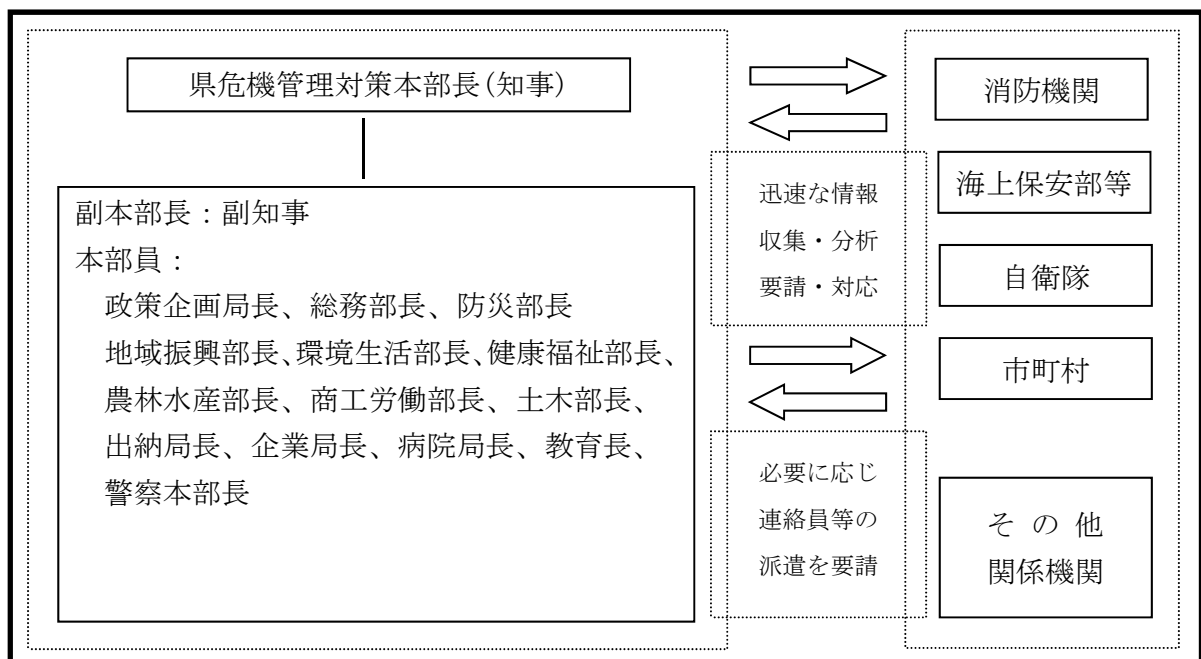 県危機管理対策本部長(知事)
副本部長:副知事
本部員:
政策企画局長、総務部長、防災部長
地域振興部長、環境生活部長、健康福祉部長、
農林水産部長、商工労働部長、土木部長、
出納局長、企業局長、病院局長、教育長、
警察本部長
迅速な情報
収集・分析
要請・対応
必要に応じ
連絡員等の
派遣を要請
消防機関
海上保安部等
自衛隊
市町村
そ の 他
関係機関